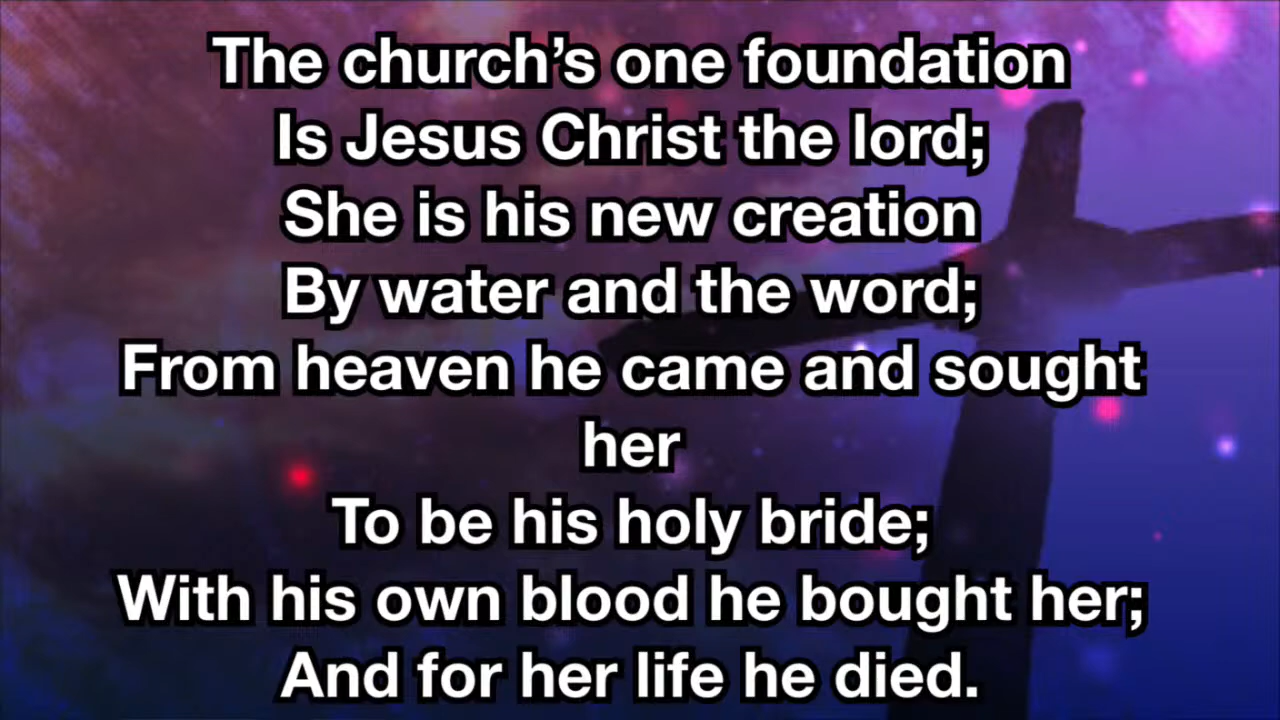 The church’s one foundation
Is Jesus Christ the lord;
She is his new creation
By water and the word;
From heaven he came and sought
her
To be his holy bride;
With his own blood he bought her;
And for her life he died.